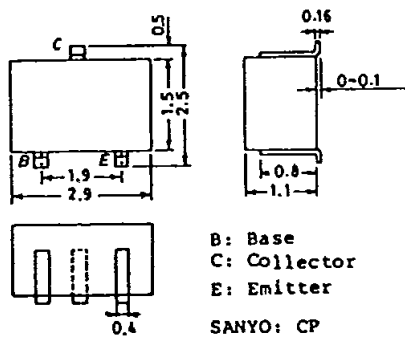 C
0.5
0.16
1.5
2.5
0-0.1
B
E
1.9
2.9
0.8
1.1
0.4
B: Base
C: Collector
E: Emitter
SANYO: CP